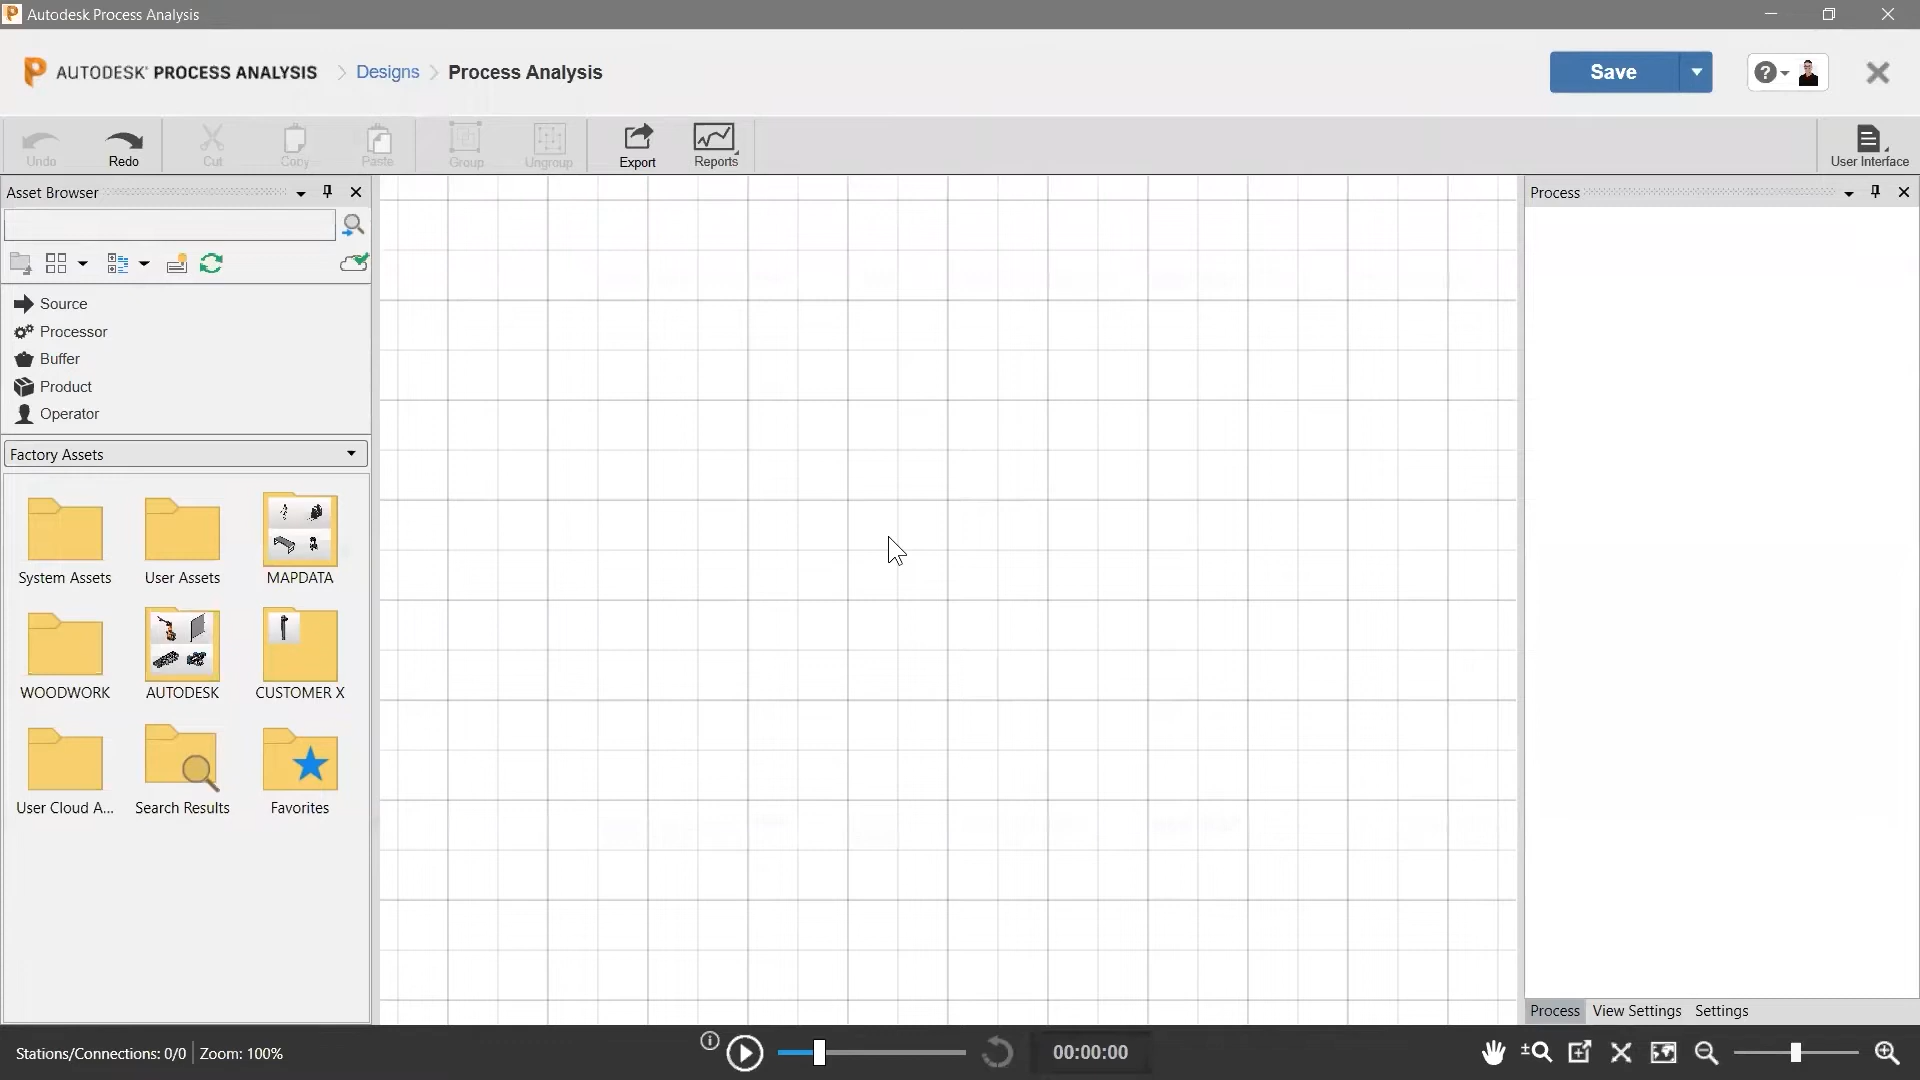 Autodesk Process Analysis
AUTODESK® PROCESS ANALYSIS > Designs > Process Analysis
Save
Undo
Redo
Cut
Copy
Paste
Group
Ungroup
Export
Reports
User Interface
Asset Browser
Source
Processor
Buffer
Product
Operator
Factory Assets
System Assets
User Assets
MAPDATA
WOODWORK
AUTODESK
CUSTOMER X
User Cloud A...
Search Results
Favorites
Process
Process
View Settings
Settings
Stations/Connections: 0/0
Zoom: 100%
00:00:00